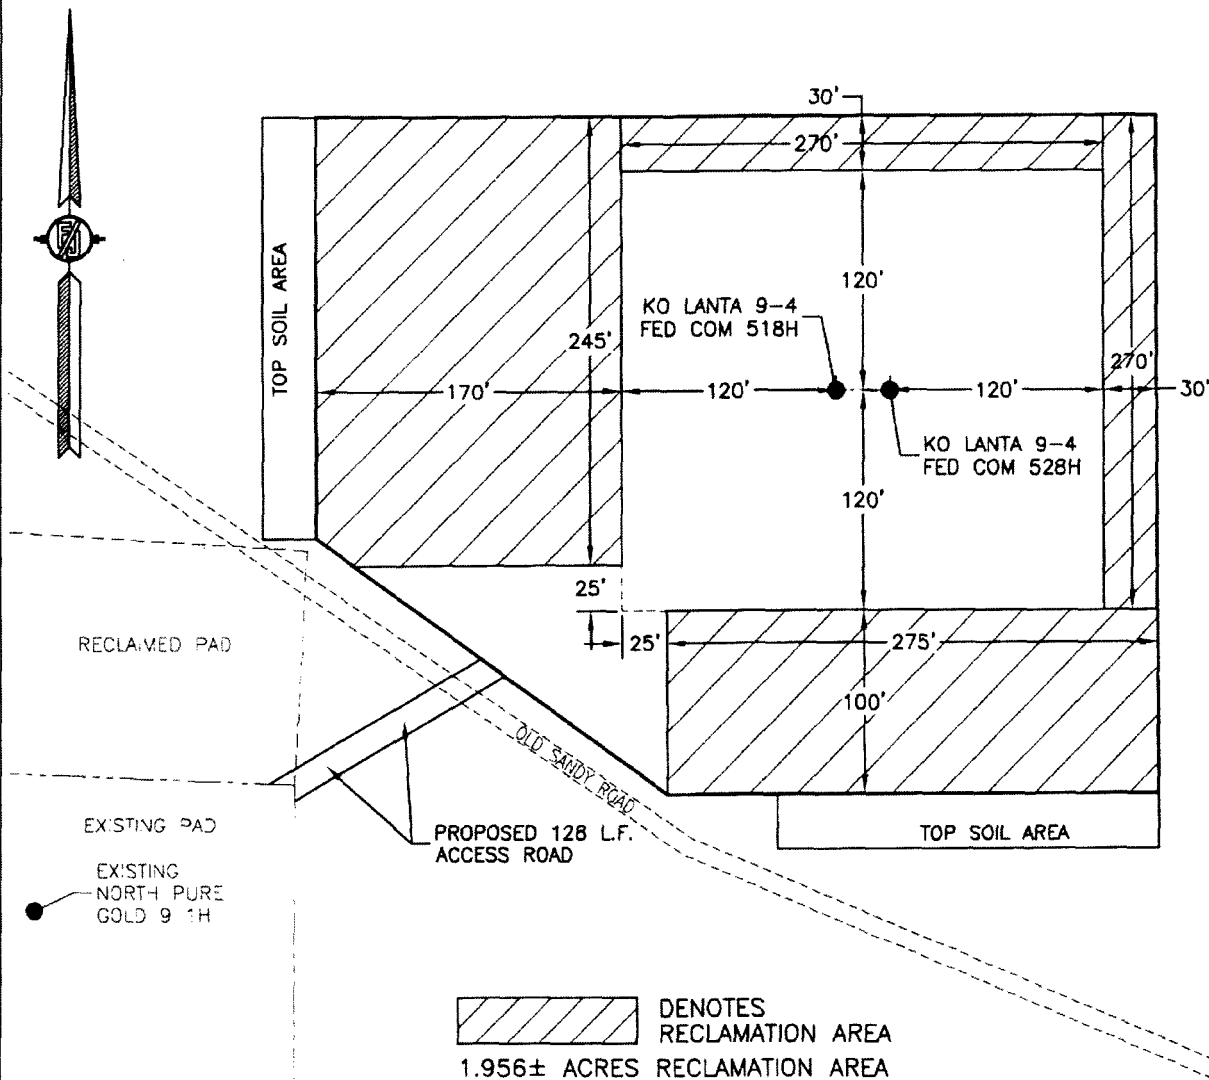 30'
270'
TOP SOIL AREA
120'
KO LANTA 9-4
FED COM 518H
245'
270'
170'
120'
120'
30'
KO LANTA 9-4
FED COM 528H
120'
25'
RECLAIMED PAD
25'
275'
100'
OLD SANDY ROAD
EXISTING PAD
PROPOSED 128 L.F.
ACCESS ROAD
TOP SOIL AREA
EXISTING
NORTH PURE
GOLD 9 1H
DENOTES
RECLAMATION AREA
1.956± ACRES RECLAMATION AREA